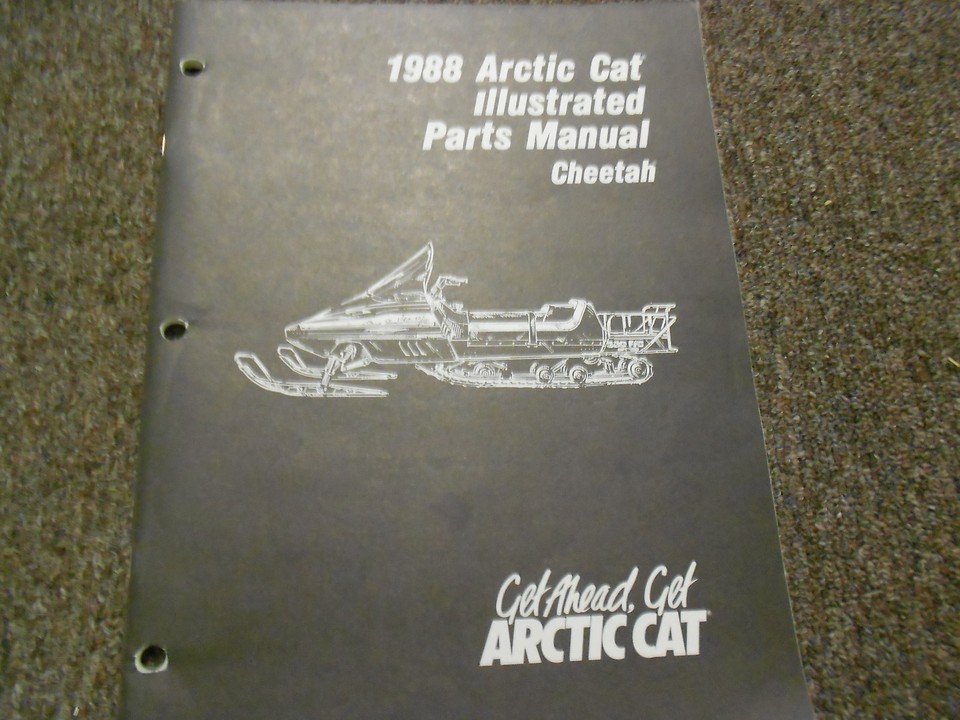 1988 Arctic Cat
Illustrated
Parts Manual
Cheetah
Get Ahead, Get
ARCTIC CAT